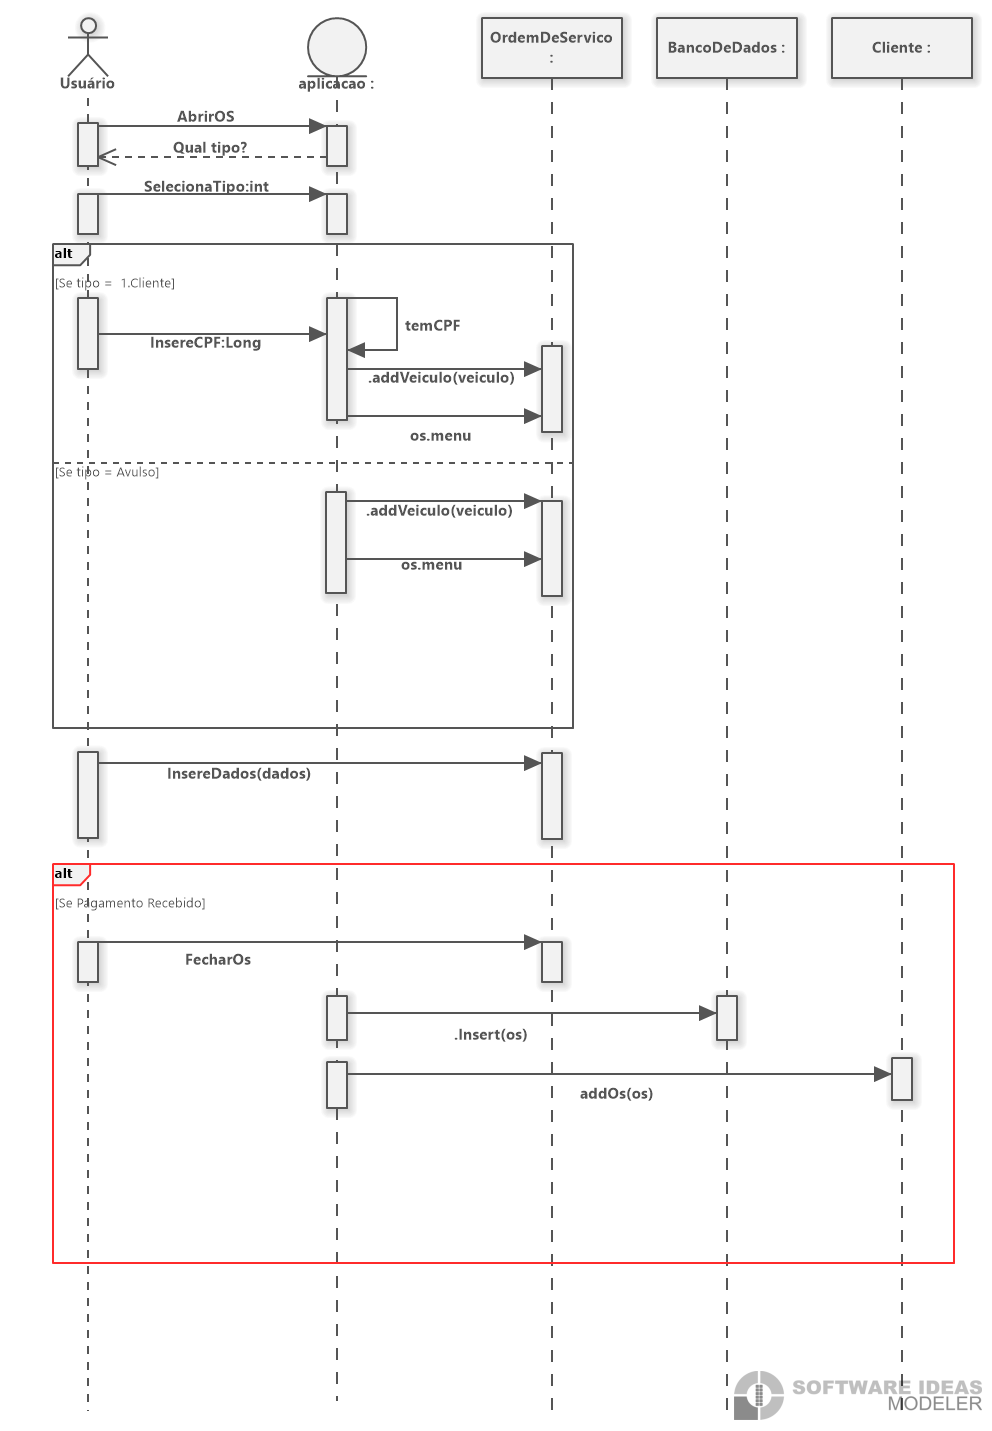 Usuário
aplicacao :
OrdemDeServico
:
BancoDeDados :
Cliente :
AbrirOS
Qual tipo?
SelecionaTipo:int
alt
[Se tipo =  1.Cliente]
temCPF
InsereCPF:Long
.addVeiculo(veiculo)
os.menu
[Se tipo = Avulso]
.addVeiculo(veiculo)
os.menu
InsereDados(dados)
alt
[Se Pagamento Recebido]
FecharOs
.Insert(os)
addOs(os)
SOFTWARE IDEAS
MODELER